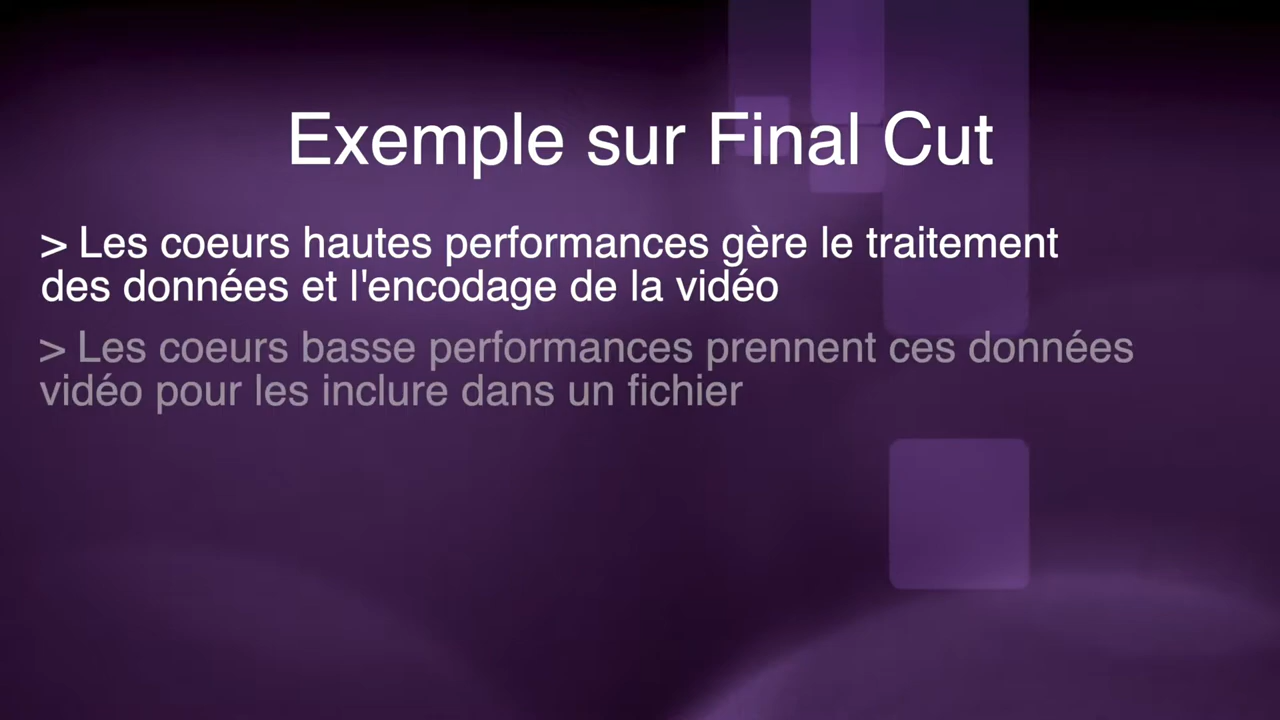 Exemple sur Final Cut
> Les coeurs hautes performances gère le traitement
des données et l'encodage de la vidéo
> Les coeurs basse performances prennent ces données
vidéo pour les inclure dans un fichier